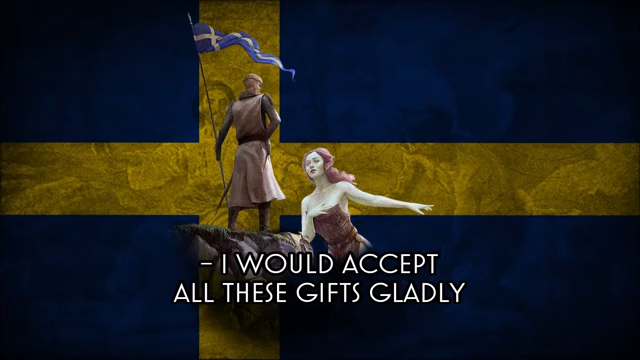 – I WOULD ACCEPT
ALL THESE GIFTS GLADLY